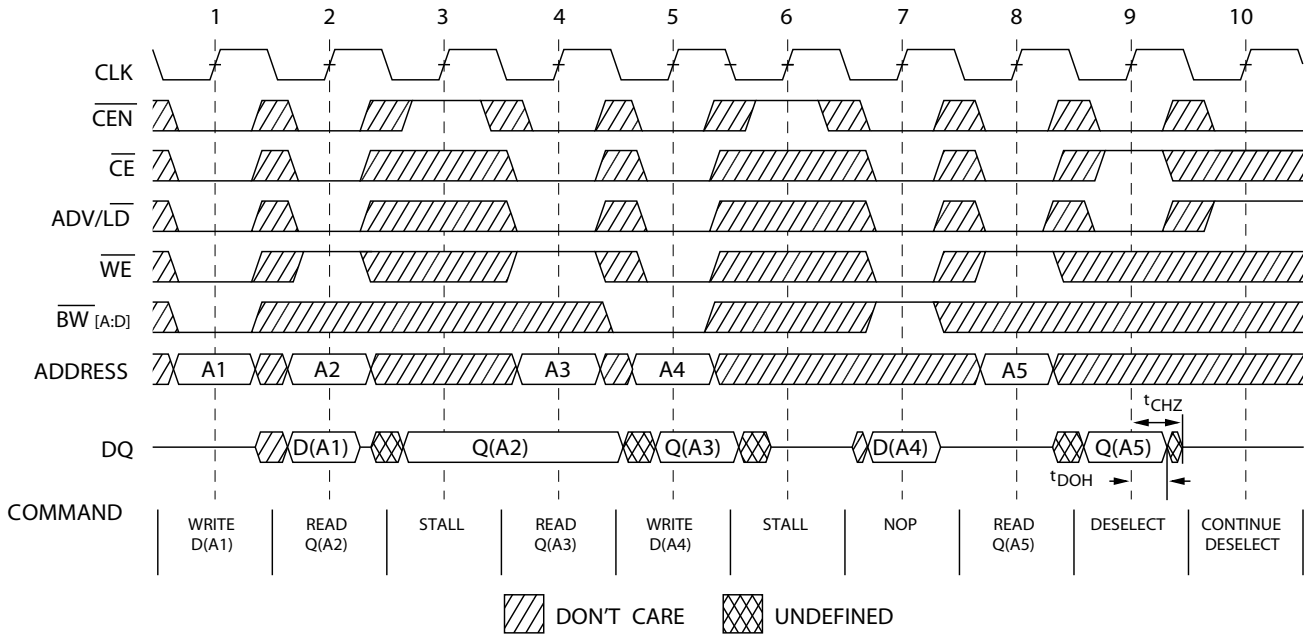 1 2 3 4 5 6 7 8 9 10
CLK
CEN
CE
ADV/LD
WE
BW [A:D]
ADDRESS A1 A2 A3 A4 A5
tCHZ
DQ D(A1) Q(A2) Q(A3) D(A4) Q(A5)
tDOH
COMMAND
WRITE READ STALL READ WRITE STALL NOP READ DESELECT CONTINUE
D(A1) Q(A2) Q(A3) D(A4) Q(A5) DESELECT
DON'T CARE UNDEFINED